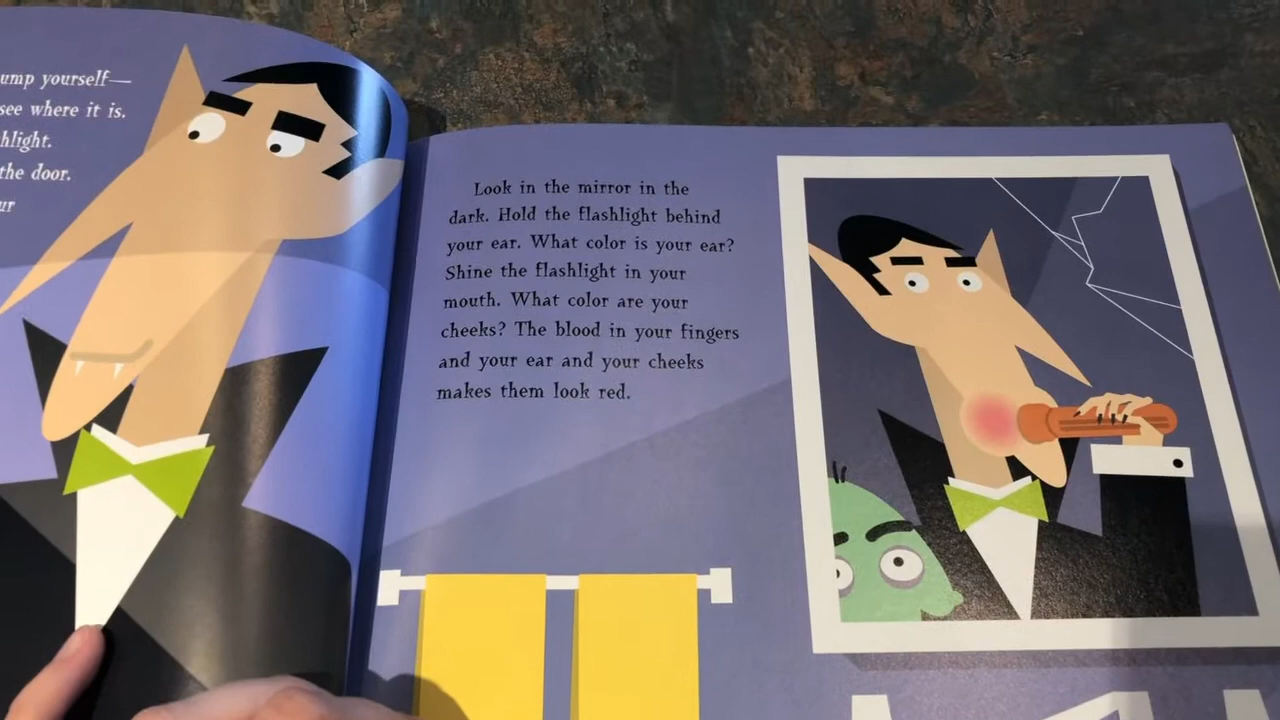 ump yourself—
see where it is.
hlight.
the door.
ur
Look in the mirror in the
dark. Hold the flashlight behind
your ear. What color is your ear?
Shine the flashlight in your
mouth. What color are your
cheeks? The blood in your fingers
and your ear and your cheeks
makes them look red.